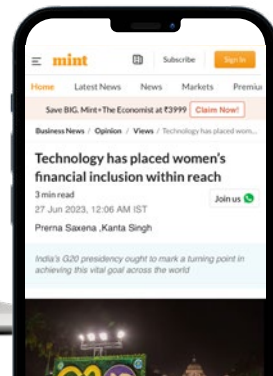 mint
Subscribe
Sign In
Home Latest News News Markets Premiu
Save BIG. Mint+The Economist at ₹3999 Claim Now!
Business News / Opinion / Views / Technology has placed wom...
Technology has placed women's
financial inclusion within reach
3 min read
Join us
27 Jun 2023, 12:06 AM IST
Prerna Saxena ,Kanta Singh
India's G20 presidency ought to mark a turning point in
achieving this vital goal across the world